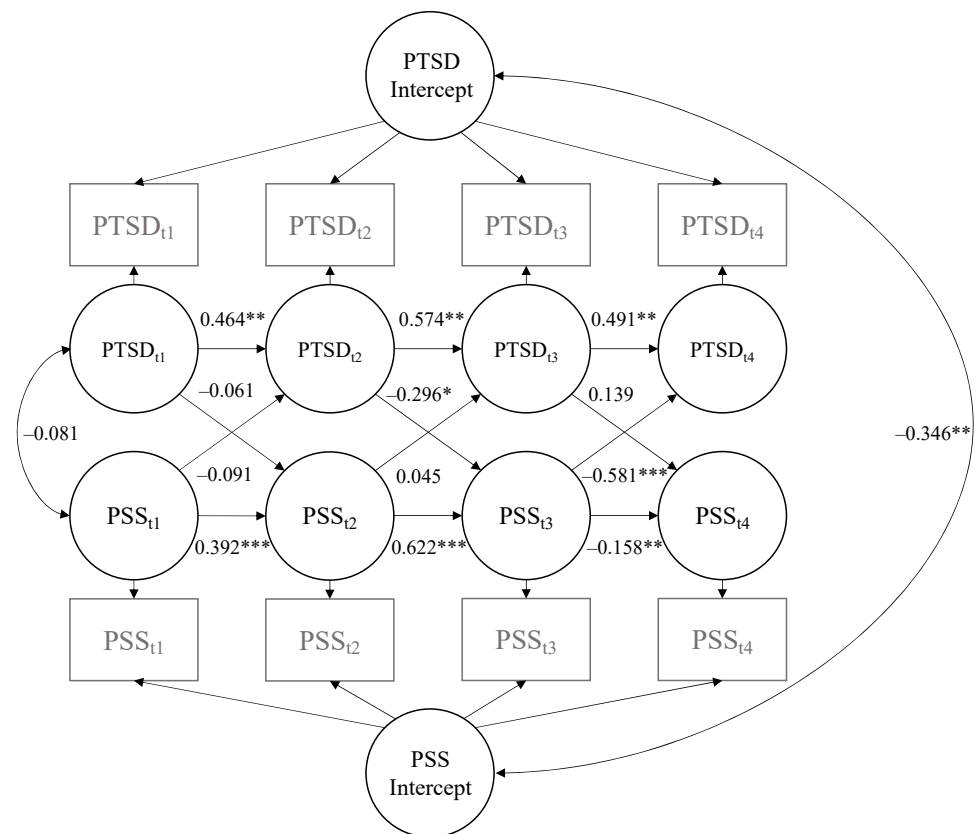 PTSD
Intercept
PTSDt1
PTSDt2
PTSDt3
PTSDt4
0.464**
0.574**
0.491**
PTSDt1
PTSDt2
PTSDt3
PTSDt4
–0.061
–0.296*
0.139
–0.081
–0.346**
–0.091
0.045
–0.581***
PSSt1
PSSt2
PSSt3
PSSt4
0.392***
0.622***
–0.158**
PSSt1
PSSt2
PSSt3
PSSt4
PSS
Intercept